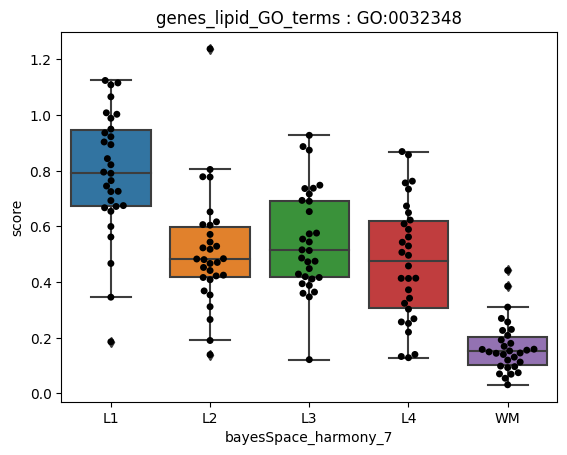 genes_lipid_GO_terms : GO:0032348
1.2
1.0
0.8
0.6
0.4
0.2
0.0
score
L1 L2 L3 L4 WM
bayesSpace_harmony_7